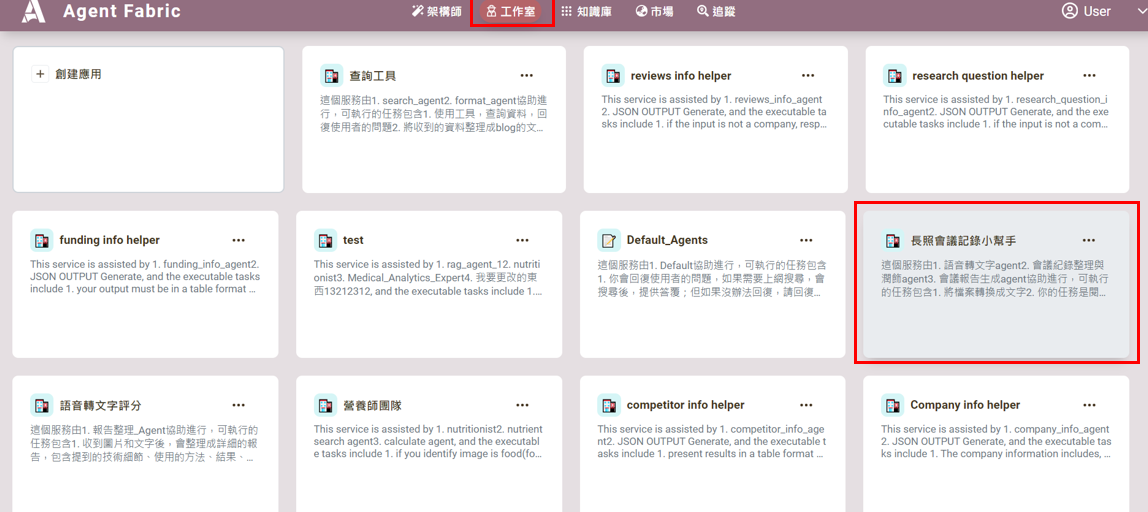 Agent Fabric
架構師
工作室
知識庫
市場
追蹤
User
+ 創建應用
查詢工具
這個服務由1. search_agent2. format_agent協助進
行，可執行的任務包含1. 使用工具，查詢資料，回
復使用者的問題2. 將收到的資料整理成blog的文...
reviews info helper
This service is assisted by 1. reviews_info_agent
2. JSON OUTPUT Generate, and the executable ta
sks include 1. if the input is not a company, resp...
research question helper
This service is assisted by 1. research_question_i
nfo_agent2. JSON OUTPUT Generate, and the exe
cutable tasks include 1. if the input is not a com...
funding info helper
This service is assisted by 1. funding_info_agent2.
JSON OUTPUT Generate, and the executable tasks
include 1. your output must be in a table format ...
test
This service is assisted by 1. rag_agent_12. nutriti
onist3. Medical_Analytics_Expert4. 我要更改的東
西13212312, and the executable tasks include 1....
Default_Agents
這個服務由1. Default協助進行，可執行的任務包含
1. 你會回復使用者的問題，如果需要上網搜尋，會
搜尋後，提供答覆；但如果沒辦法回復，請回復...
長照會議記錄小幫手
這個服務由1. 語音轉文字agent2. 會議紀錄整理與
潤飾agent3. 會議報告生成agent協助進行，可執行
的任務包含1. 將檔案轉換成文字2. 你的任務是閱...
語音轉文字評分
這個服務由1. 報告整理_Agent協助進行，可執行的
任務包含1. 收到圖片和文字後，會整理成詳細的報
告，包含提到的技術細節、使用的方法、結果、...
營養師團隊
This service is assisted by 1. nutritionist2. nutrient
search agent3. calculate agent, and the executabl
e tasks include 1. if you identify image is food(fo...
competitor info helper
This service is assisted by 1. competitor_info_age
nt2. JSON OUTPUT Generate, and the executable t
asks include 1. present results in a table format ...
Company info helper
This service is assisted by 1. company_info_agent
2. JSON OUTPUT Generate, and the executable tas
ks include 1. The company information includes, ...